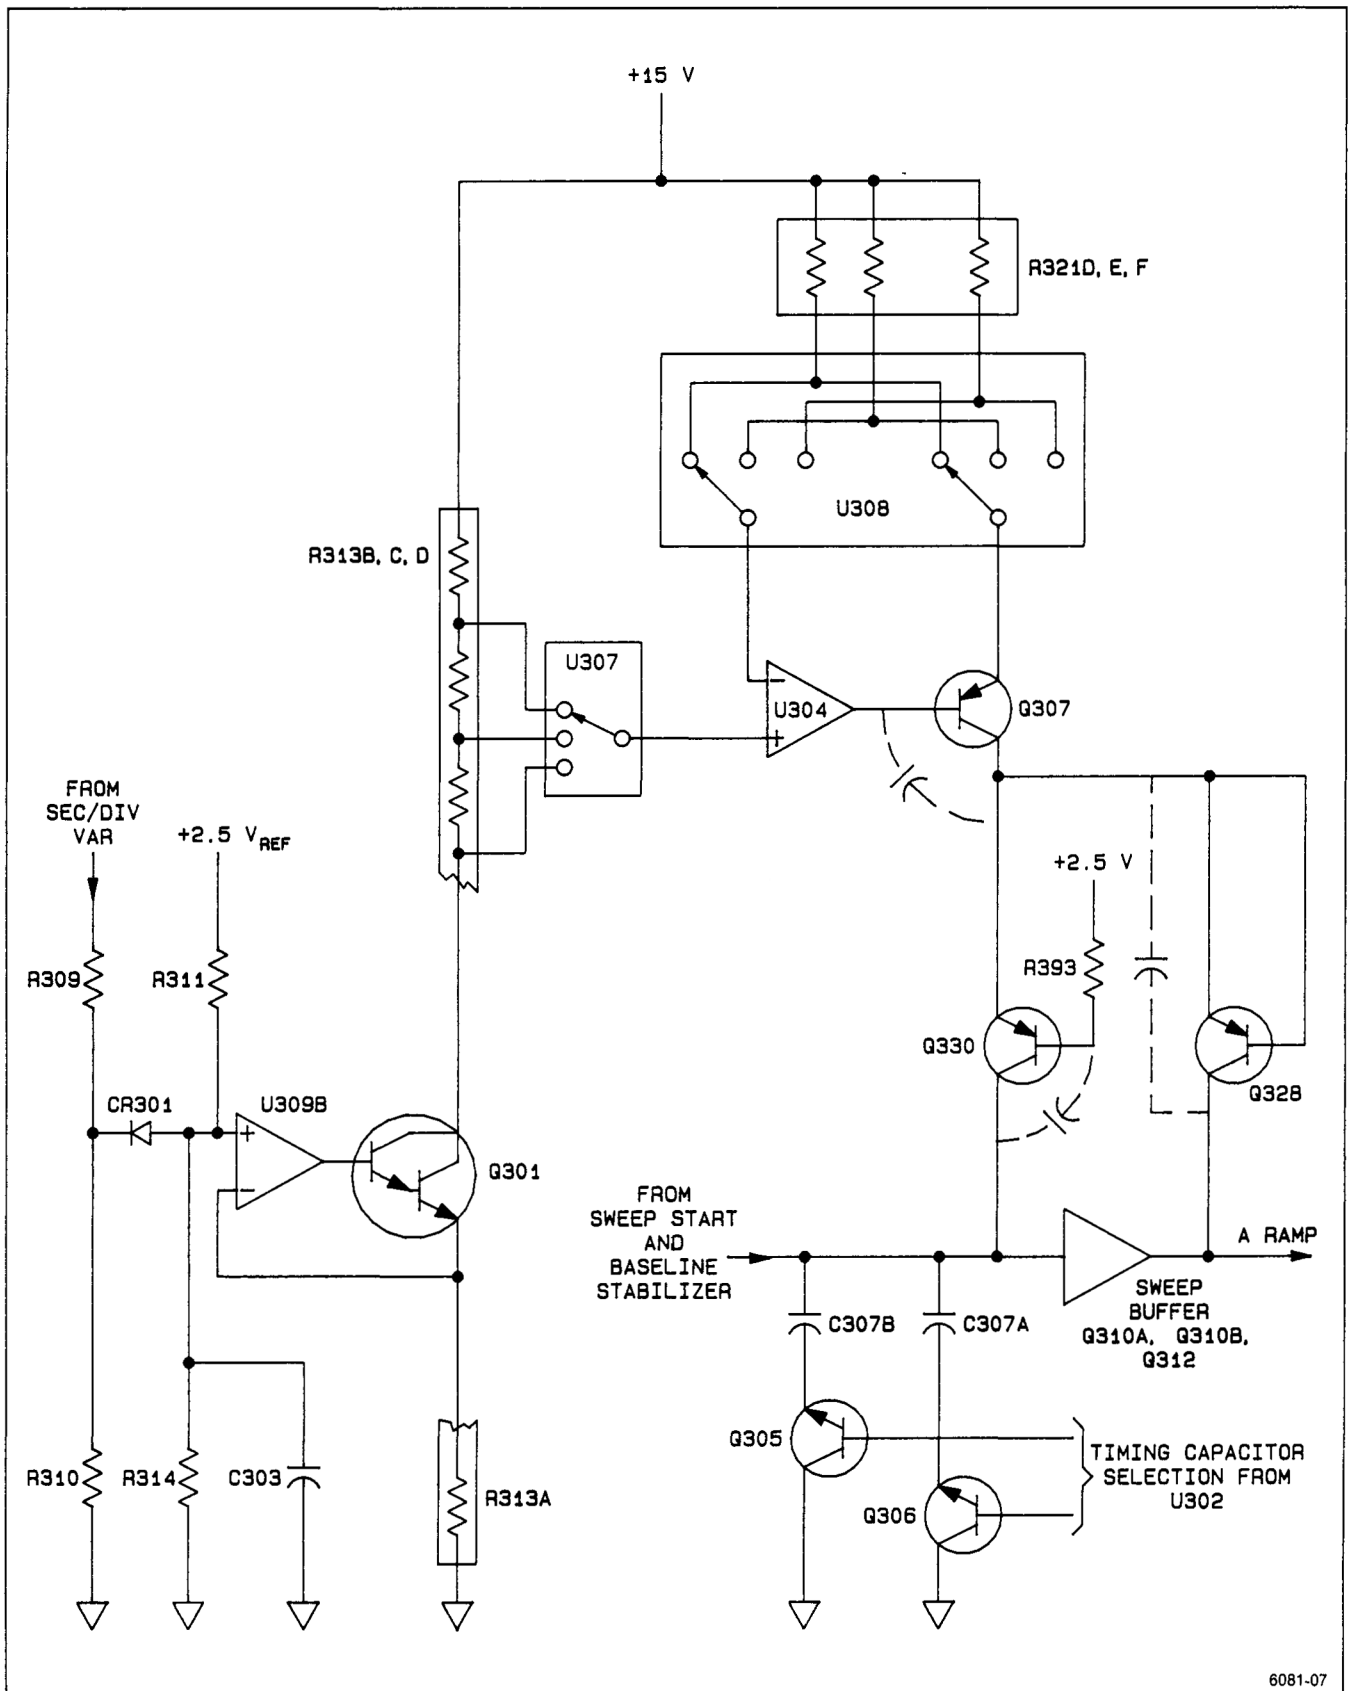 +15 V
R321D, E, F
U308
R313B, C, D
U307
U304
Q307
FROM
SEC/DIV
VAR
+2.5 VREF
+2.5 V
R309
R311
R393
Q330
Q328
CR301
U309B
Q301
FROM
SWEEP START
AND
BASELINE
STABILIZER
A RAMP
SWEEP
BUFFER
Q310A, Q310B,
Q312
C307B
C307A
R310
R314
C303
R313A
Q305
Q306
TIMING CAPACITOR
SELECTION FROM
U302
6081-07